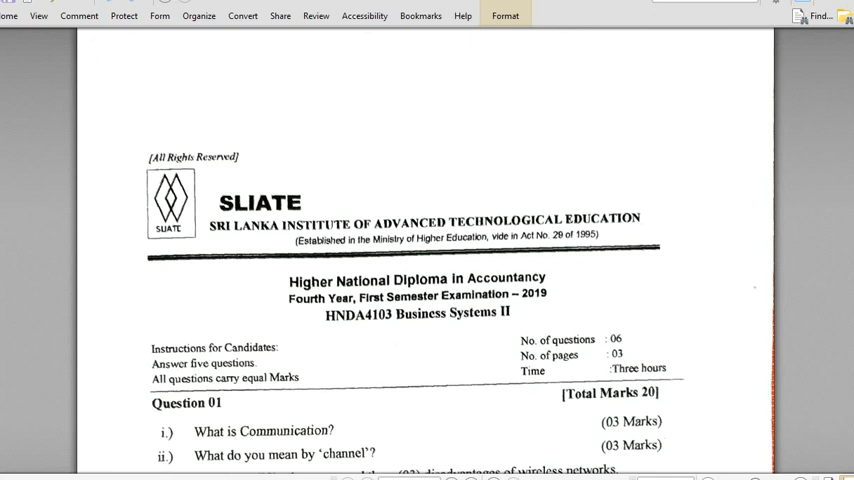 ome View Comment Protect Form Organize Convert Share Review Accessibility Bookmarks Help Format Find...
[All Rights Reserved]
SLIATE
SLIATE
SRI LANKA INSTITUTE OF ADVANCED TECHNOLOGICAL EDUCATION
(Established in the Ministry of Higher Education, vide in Act No. 29 of 1995)
Higher National Diploma in Accountancy
Fourth Year, First Semester Examination – 2019
HNDA4103 Business Systems II
Instructions for Candidates: No. of questions : 06
Answer five questions. No. of pages : 03
All questions carry equal Marks Time :Three hours
Question 01 [Total Marks 20]
i.) What is Communication? (03 Marks)
ii.) What do you mean by ‘channel’? (03 Marks)
(03) disadvantages of wireless networks.